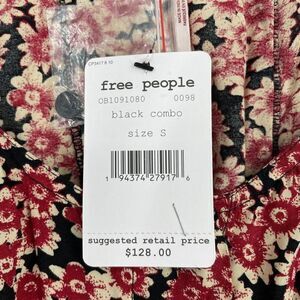 free people
OB1091080 0098
black combo
size S
1 94374 27917 6
suggested retail price
$128.00